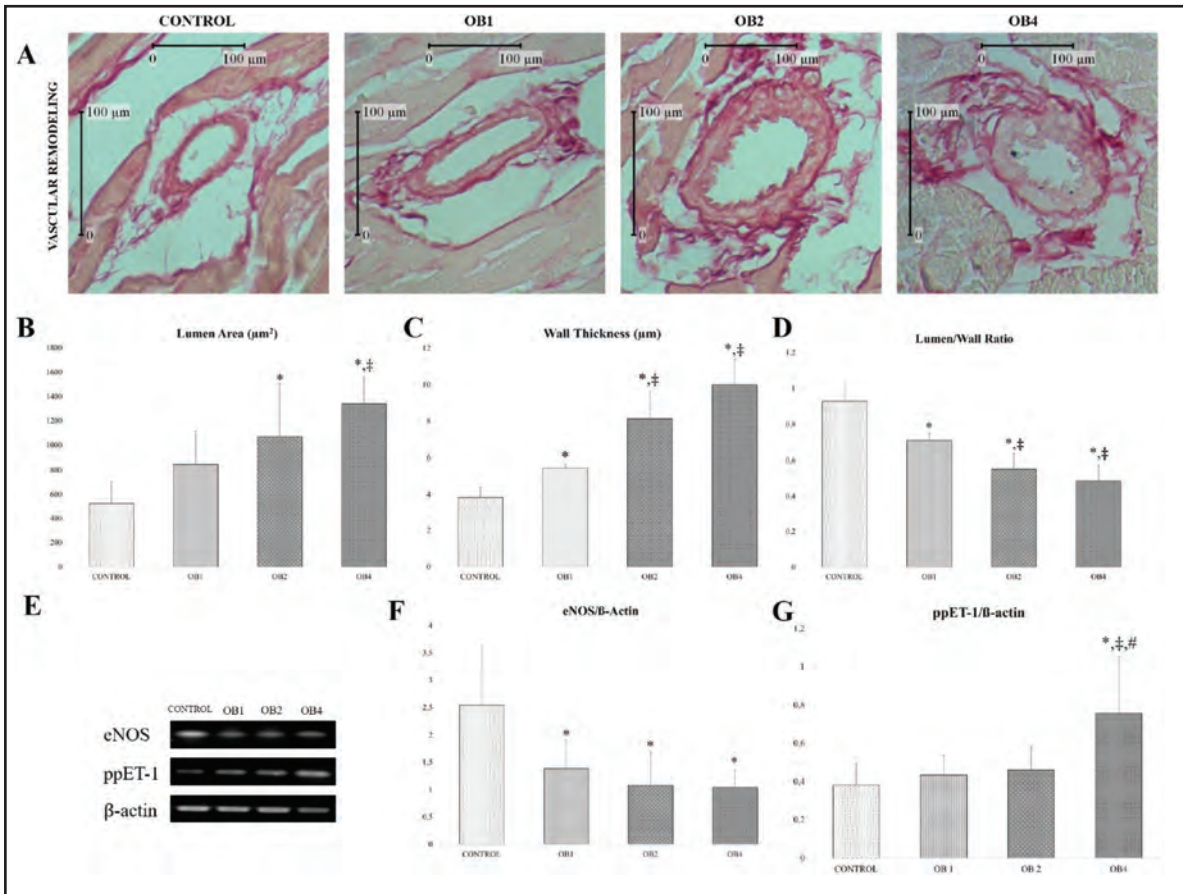 CONTROL OB1 OB2 OB4
A
VASCULAR REMODELING
0 100 µm
100 µm
0
0 100 µm
100 µm
0
0 100 µm
100 µm
0
0 100 µm
100 µm
0
B
Lumen Area (µm²)
1800
1600
1400
1200
1000
800
600
400
200
0
*
*,‡
CONTROL OB1 OB2 OB4
C
Wall Thickness (µm)
12
10
8
6
4
2
0
*
*,‡
*,‡
CONTROL OB1 OB2 OB4
D
Lumen/Wall Ratio
1,2
1
0,8
0,6
0,4
0,2
0
*
*,‡
*,‡
CONTROL OB1 OB2 OB4
E
CONTROL OB1 OB2 OB4
eNOS
ppET-1
β-actin
F
eNOS/ß-Actin
4
3,5
3
2,5
2
1,5
1
0,5
0
*
*
*
CONTROL OB1 OB2 OB4
G
ppET-1/ß-actin
1,2
1
0,8
0,6
0,4
0,2
0
*,‡,#
CONTROL OB 1 OB 2 OB4